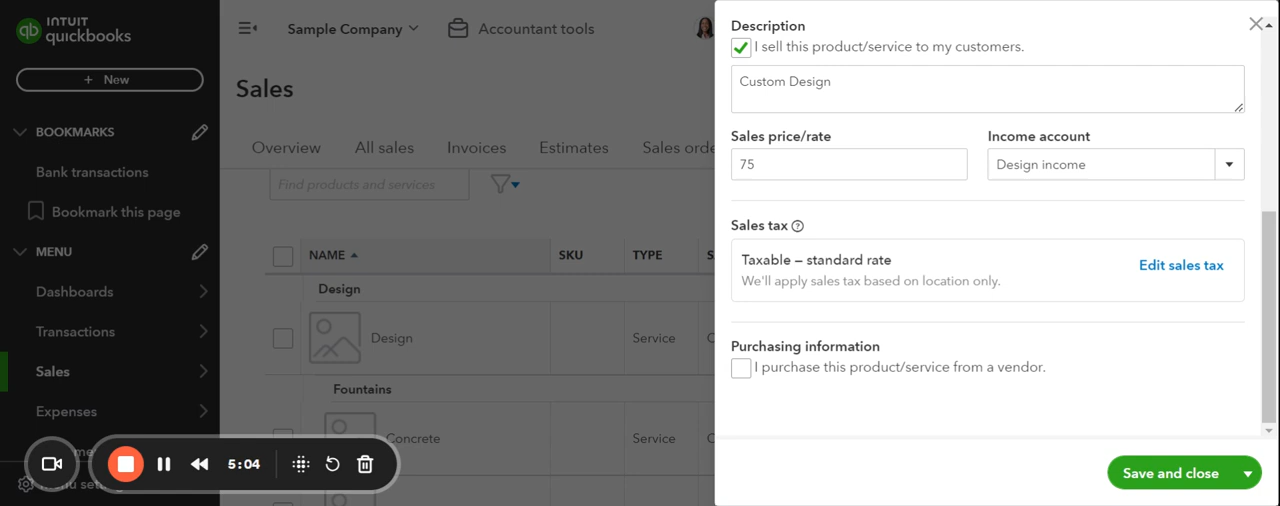 INTUIT
quickbooks
+ New
BOOKMARKS
Bank transactions
Bookmark this page
MENU
Dashboards
Transactions
Sales
Expenses
Sample Company
Accountant tools
Sales
Overview
All sales
Invoices
Estimates
Sales
Find products and services
NAME
SKU
TYPE
Design
Design
Service
Fountains
Concrete
Service
5:04
Description
I sell this product/service to my customers.
Custom Design
Sales price/rate
Income account
75
Design income
Sales tax
Taxable – standard rate
We'll apply sales tax based on location only.
Edit sales tax
Purchasing information
I purchase this product/service from a vendor.
Save and close